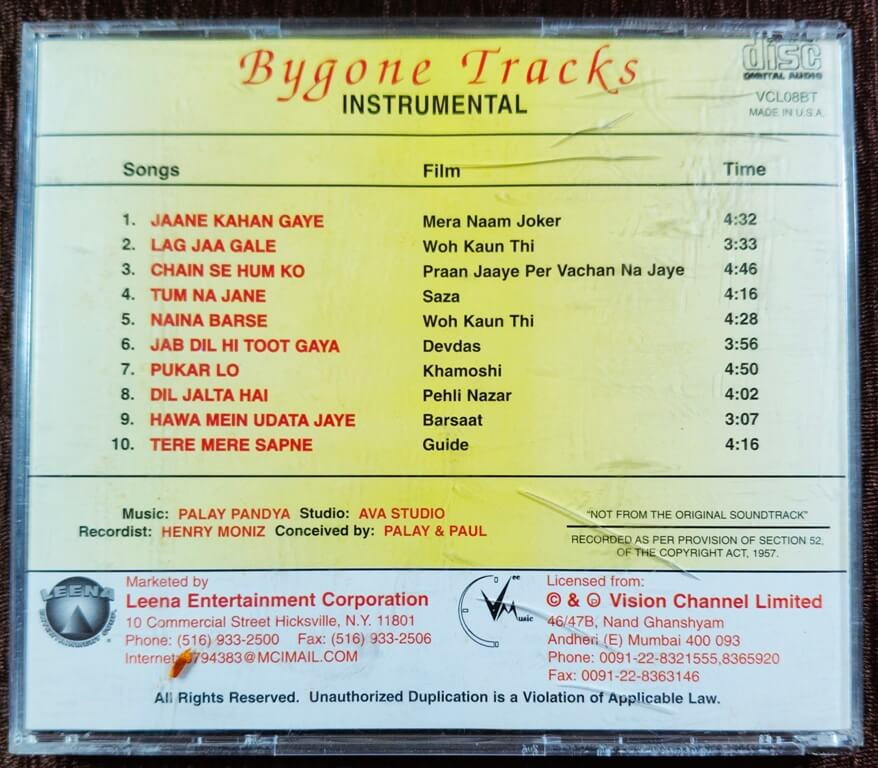 Bygone Tracks
INSTRUMENTAL
disc
DIGITAL AUDIO
VCL08BT
MADE IN U.S.A.
Songs Film Time
1. JAANE KAHAN GAYE Mera Naam Joker 4:32
2. LAG JAA GALE Woh Kaun Thi 3:33
3. CHAIN SE HUM KO Praan Jaaye Per Vachan Na Jaye 4:46
4. TUM NA JANE Saza 4:16
5. NAINA BARSE Woh Kaun Thi 4:28
6. JAB DIL HI TOOT GAYA Devdas 3:56
7. PUKAR LO Khamoshi 4:50
8. DIL JALTA HAI Pehli Nazar 4:02
9. HAWA MEIN UDATA JAYE Barsaat 3:07
10. TERE MERE SAPNE Guide 4:16
Music: PALAY PANDYA Studio: AVA STUDIO
Recordist: HENRY MONIZ Conceived by: PALAY & PAUL
"NOT FROM THE ORIGINAL SOUNDTRACK"
RECORDED AS PER PROVISION OF SECTION 52,
OF THE COPYRIGHT ACT, 1957.
LEENA
Marketed by
Leena Entertainment Corporation
10 Commercial Street Hicksville, N.Y. 11801
Phone: (516) 933-2500 Fax: (516) 933-2506
Internet: 3794383@MCIMAIL.COM
Vee Music
Licensed from:
© & ℗ Vision Channel Limited
46/47B, Nand Ghanshyam
Andheri (E) Mumbai 400 093
Phone: 0091-22-8321555,8365920
Fax: 0091-22-8363146
All Rights Reserved. Unauthorized Duplication is a Violation of Applicable Law.